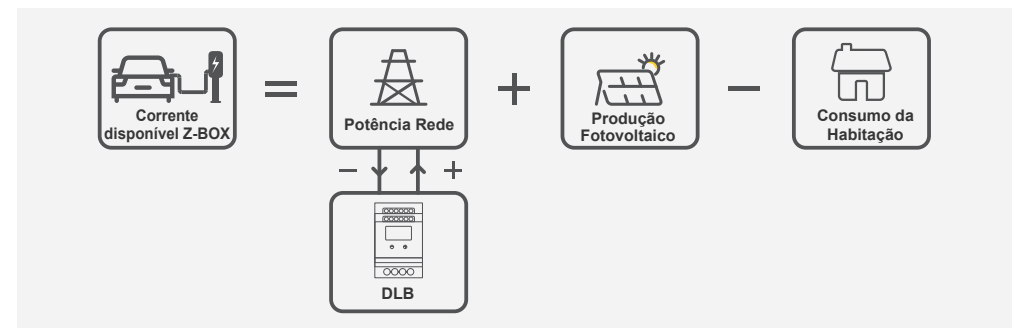 Corrente
disponível Z-BOX
=
Potência Rede
+
Produção
Fotovoltaico
−
Consumo da
Habitação
− +
DLB